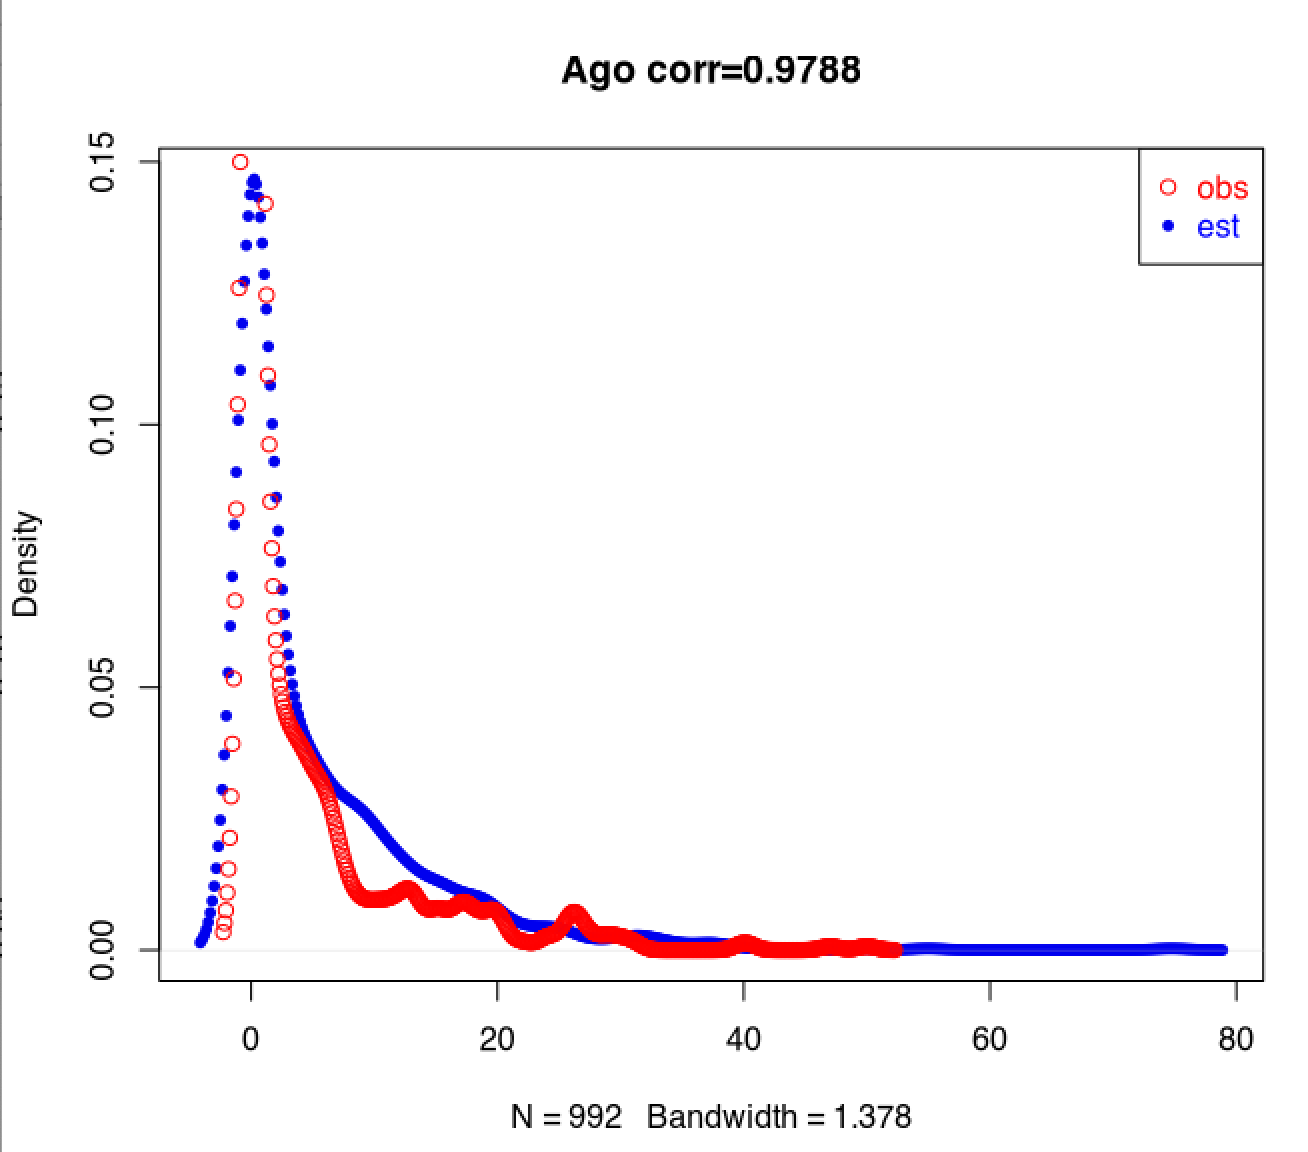 Ago corr=0.9788
obs
est
Density
0.15
0.10
0.05
0.00
0 20 40 60 80
N = 992 Bandwidth = 1.378